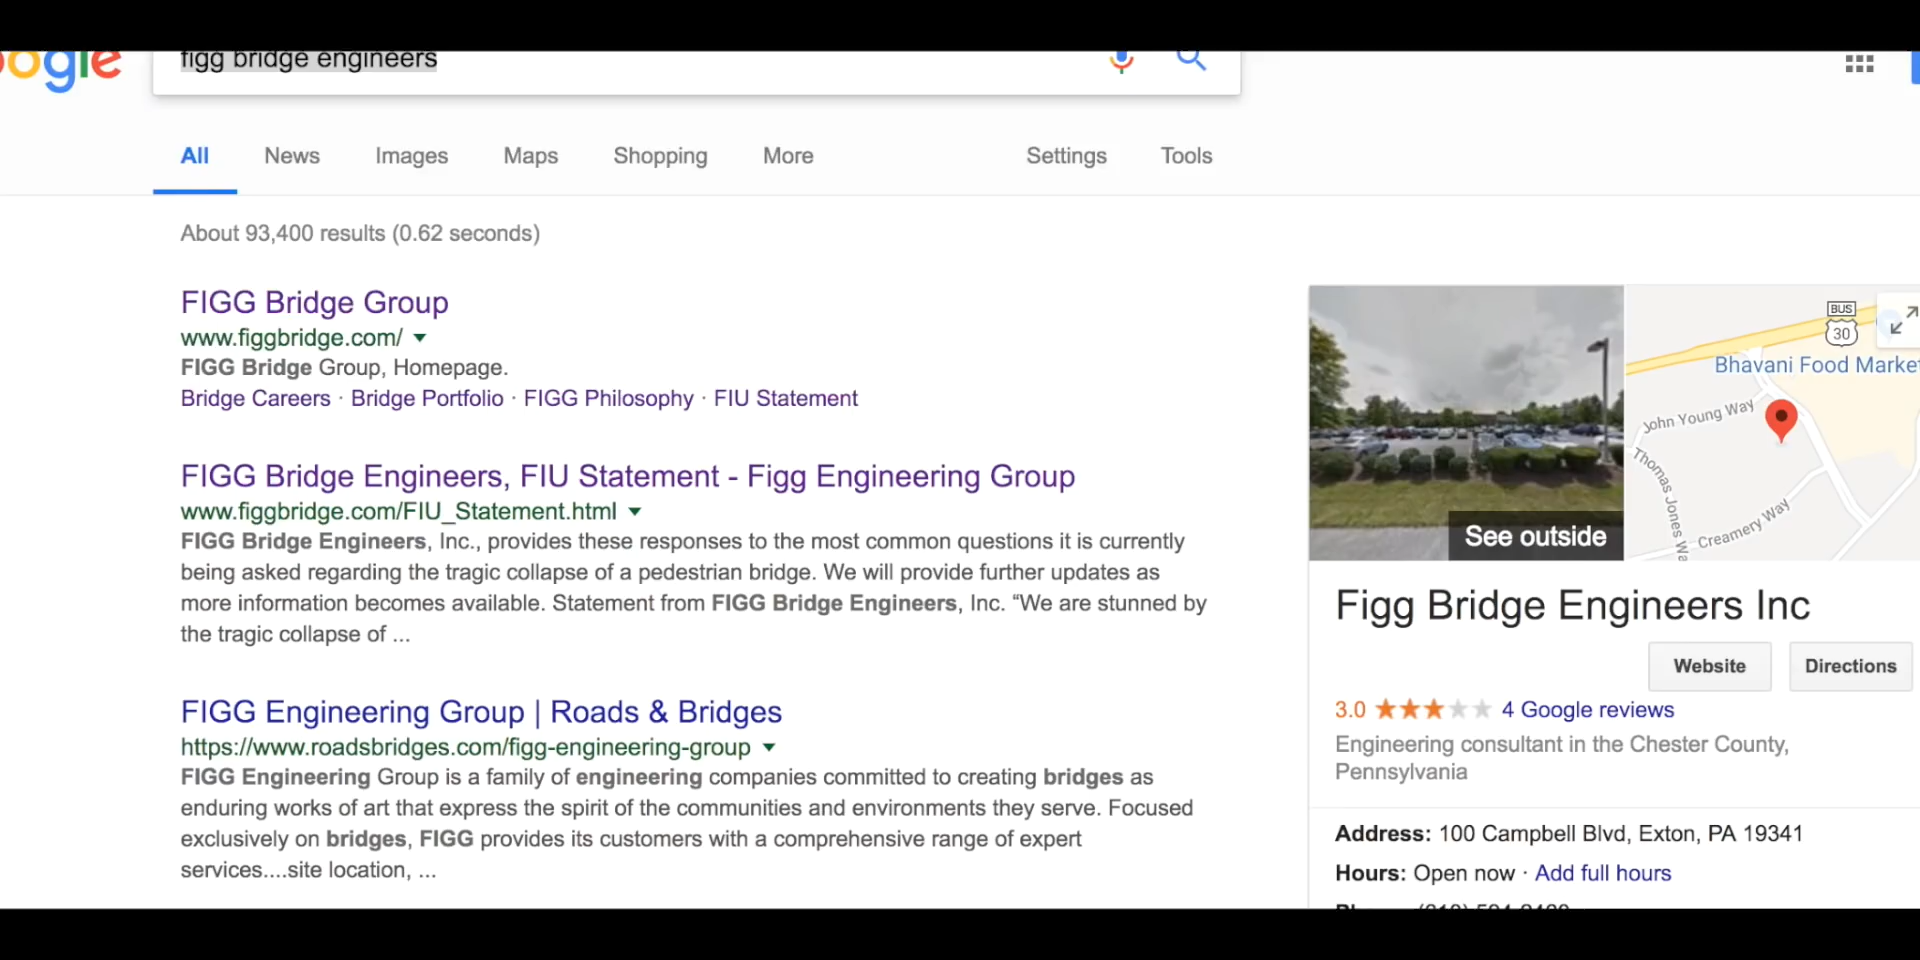 figg bridge engineers
All News Images Maps Shopping More Settings Tools
About 93,400 results (0.62 seconds)
FIGG Bridge Group
www.figgbridge.com/
FIGG Bridge Group, Homepage.
Bridge Careers · Bridge Portfolio · FIGG Philosophy · FIU Statement
FIGG Bridge Engineers, FIU Statement - Figg Engineering Group
www.figgbridge.com/FIU_Statement.html
FIGG Bridge Engineers, Inc., provides these responses to the most common questions it is currently
being asked regarding the tragic collapse of a pedestrian bridge. We will provide further updates as
more information becomes available. Statement from FIGG Bridge Engineers, Inc. “We are stunned by
the tragic collapse of ...
FIGG Engineering Group | Roads & Bridges
https://www.roadsbridges.com/figg-engineering-group
FIGG Engineering Group is a family of engineering companies committed to creating bridges as
enduring works of art that express the spirit of the communities and environments they serve. Focused
exclusively on bridges, FIGG provides its customers with a comprehensive range of expert
services....site location, ...
See outside
BUS
30
Bhavani Food Market
John Young Way
Thomas Jones Wa
Creamery Way
Figg Bridge Engineers Inc
Website Directions
3.0 4 Google reviews
Engineering consultant in the Chester County,
Pennsylvania
Address: 100 Campbell Blvd, Exton, PA 19341
Hours: Open now · Add full hours